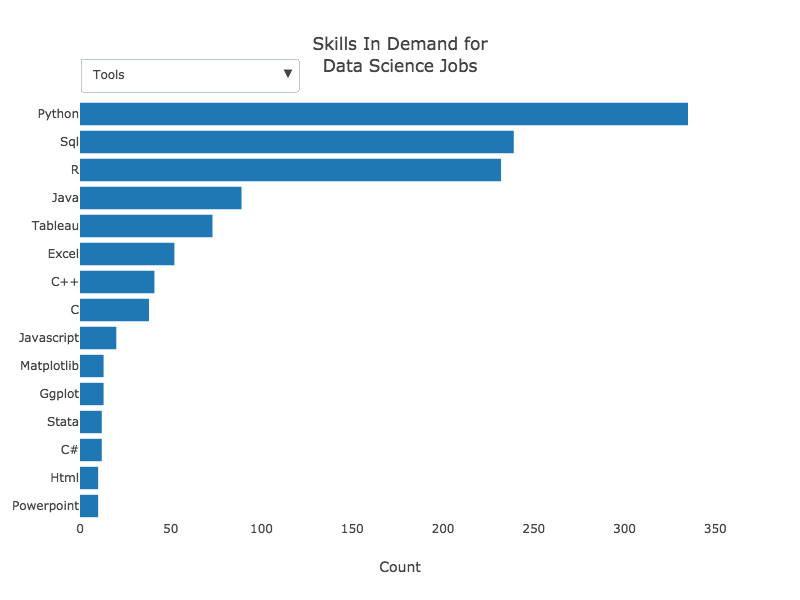 Skills In Demand for
Data Science Jobs
Tools ▼
Python
Sql
R
Java
Tableau
Excel
C++
C
Javascript
Matplotlib
Ggplot
Stata
C#
Html
Powerpoint
0 50 100 150 200 250 300 350
Count